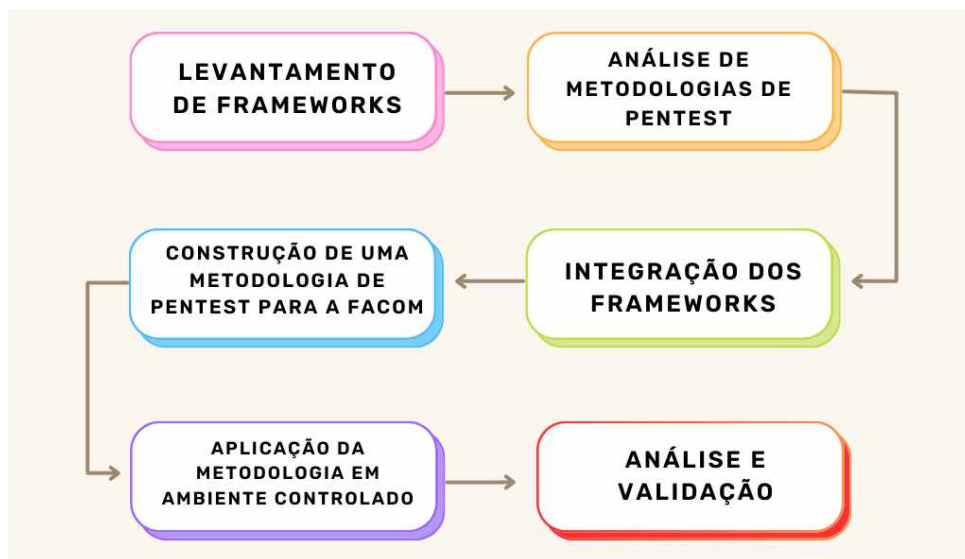 LEVANTAMENTO
DE FRAMEWORKS
ANÁLISE DE
METODOLOGIAS DE
PENTEST
INTEGRAÇÃO DOS
FRAMEWORKS
CONSTRUÇÃO DE UMA
METODOLOGIA DE
PENTEST PARA A FACOM
APLICAÇÃO DA
METODOLOGIA EM
AMBIENTE CONTROLADO
ANÁLISE E
VALIDAÇÃO